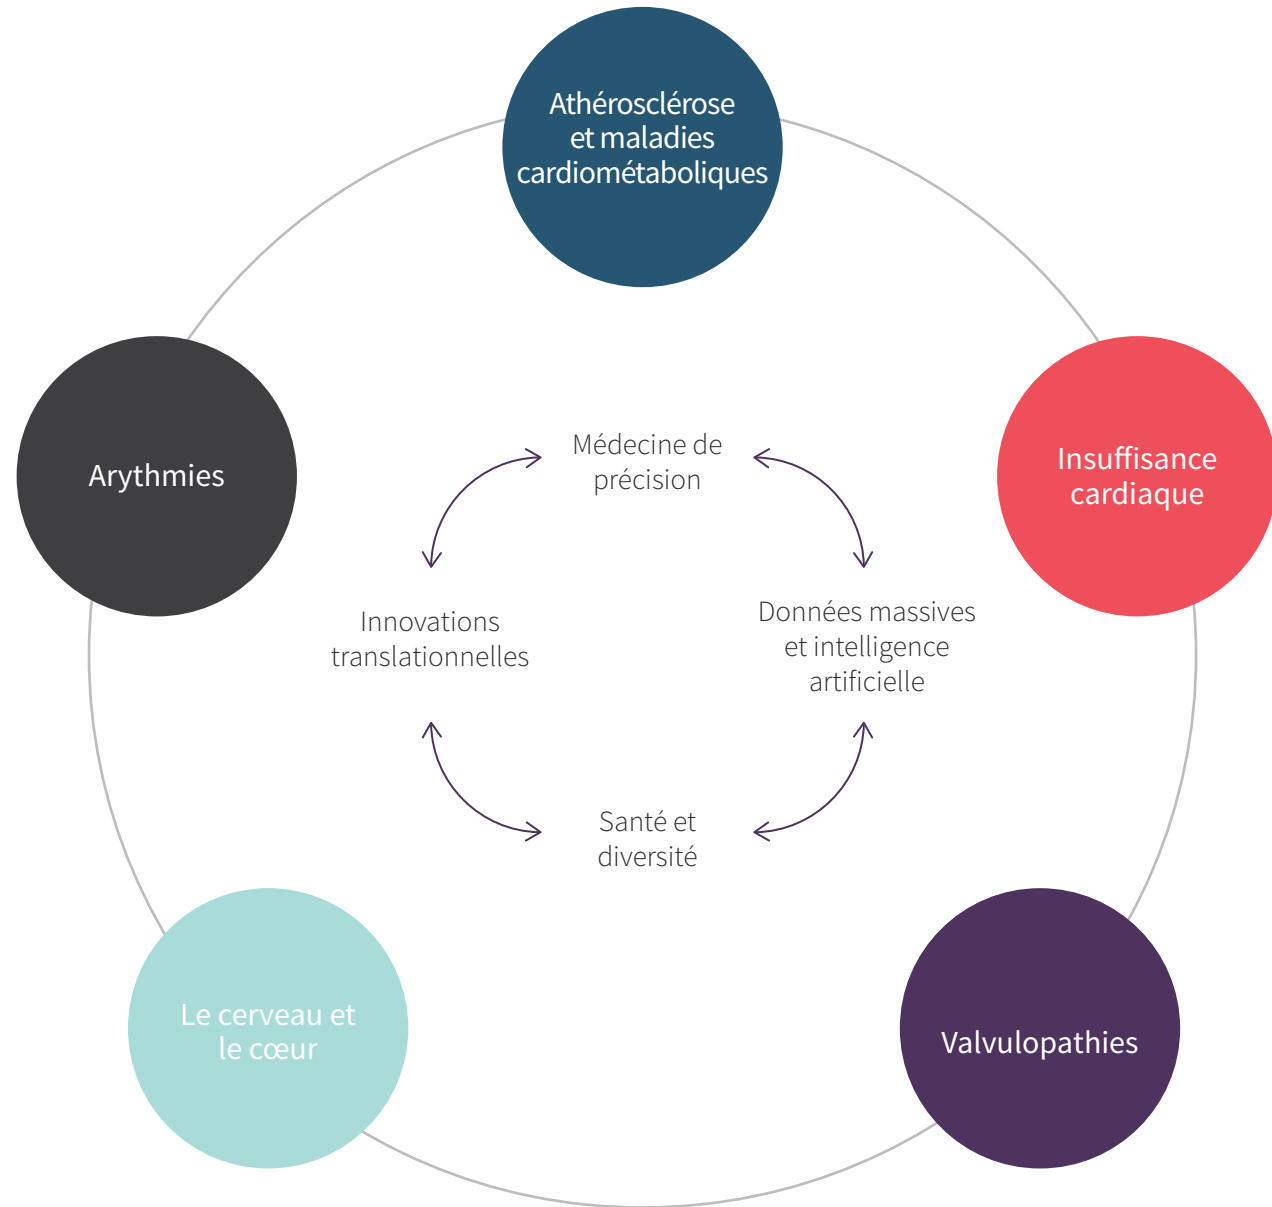 Athérosclérose
et maladies
cardiométaboliques
Arythmies
Insuffisance
cardiaque
Médecine de
précision
Innovations
translationnelles
Données massives
et intelligence
artificielle
Santé et
diversité
Le cerveau et
le cœur
Valvulopathies